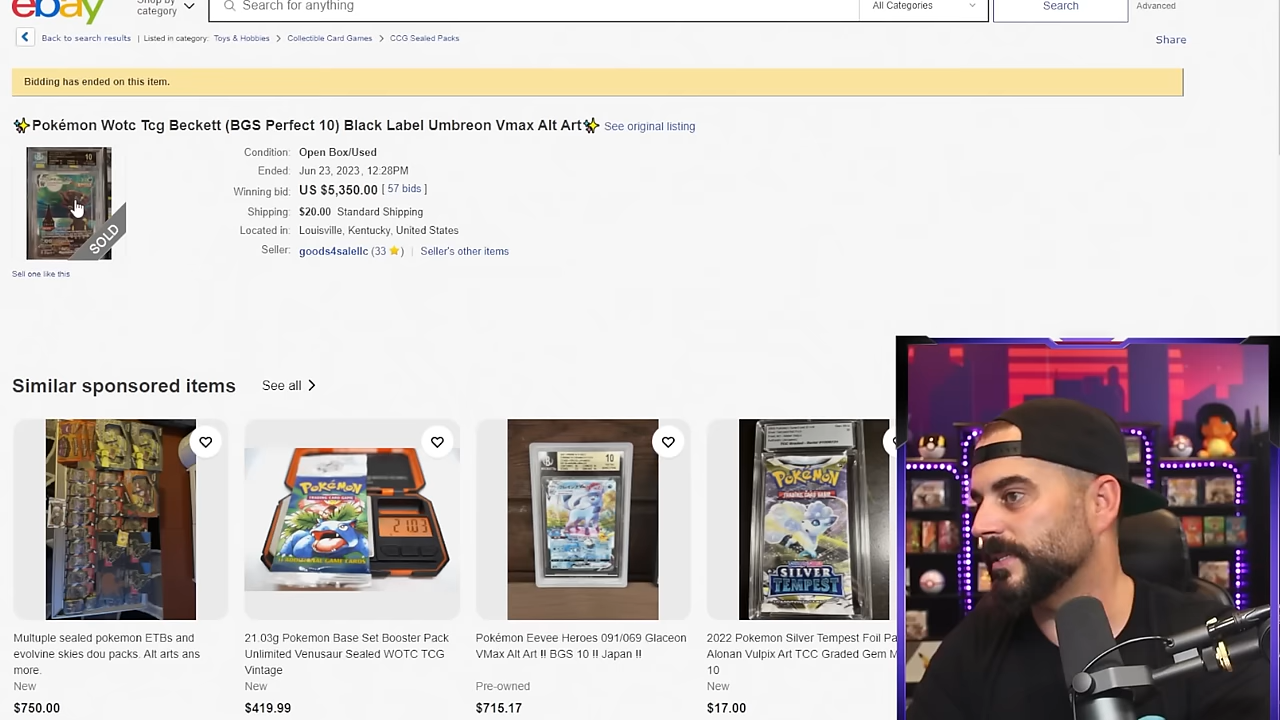 ebay
Shop by
category
Search for anything
All Categories
Search
Advanced
Back to search results | Listed in category: Toys & Hobbies > Collectible Card Games > CCG Sealed Packs
Share
Bidding has ended on this item.
✨Pokémon Wotc Tcg Beckett (BGS Perfect 10) Black Label Umbreon Vmax Alt Art✨ See original listing
Condition: Open Box/Used
Ended: Jun 23, 2023 , 12:28PM
Winning bid: US $5,350.00 [ 57 bids ]
Shipping: $20.00 Standard Shipping
Located in: Louisville, Kentucky, United States
Seller: goods4salellc (33 ⭐) | Seller's other items
10
SOLD
Sell one like this
Similar sponsored items See all >
POKéMON
21.03
10
POKéMON
SILVER
TEMPEST
Multuple sealed pokemon ETBs and
evolvine skies dou packs. Alt arts ans
more.
New
$750.00
21.03g Pokemon Base Set Booster Pack
Unlimited Venusaur Sealed WOTC TCG
Vintage
New
$419.99
Pokémon Eevee Heroes 091/069 Glaceon
VMax Alt Art !! BGS 10 !! Japan !!
Pre-owned
$715.17
2022 Pokemon Silver Tempest Foil Pa
Alonan Vulpix Art TCC Graded Gem M
10
New
$17.00